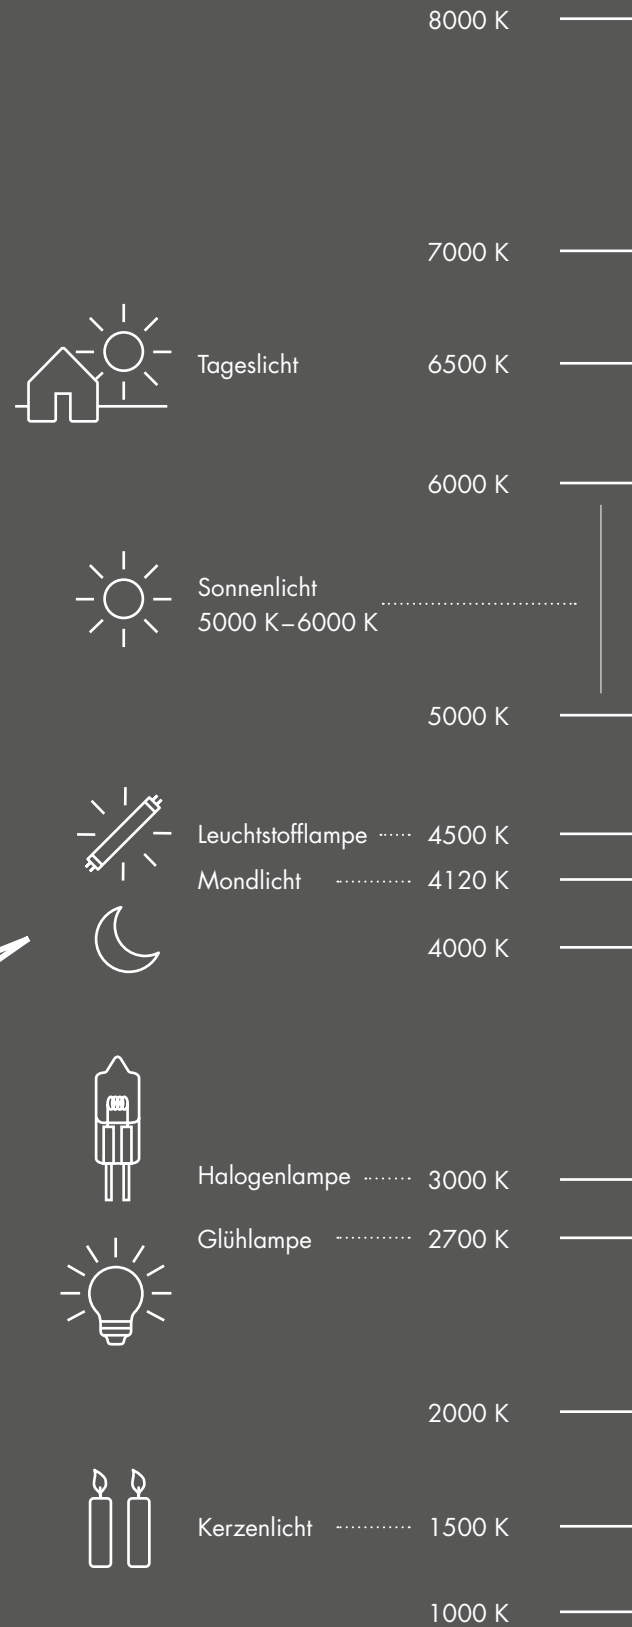 8000 K
7000 K
Tageslicht 6500 K
6000 K
Sonnenlicht
5000 K–6000 K
5000 K
Leuchtstofflampe 4500 K
Mondlicht 4120 K
4000 K
Halogenlampe 3000 K
Glühlampe 2700 K
2000 K
Kerzenlicht 1500 K
1000 K